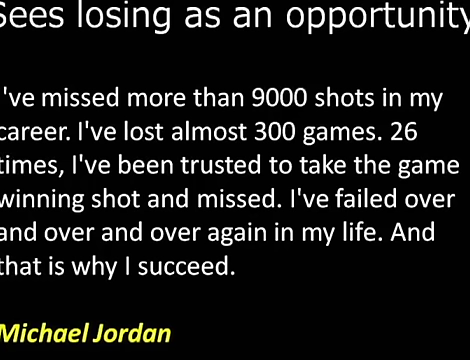 Sees losing as an opportunity
I've missed more than 9000 shots in my
career. I've lost almost 300 games. 26
times, I've been trusted to take the game
winning shot and missed. I've failed over
and over and over again in my life. And
that is why I succeed.
Michael Jordan